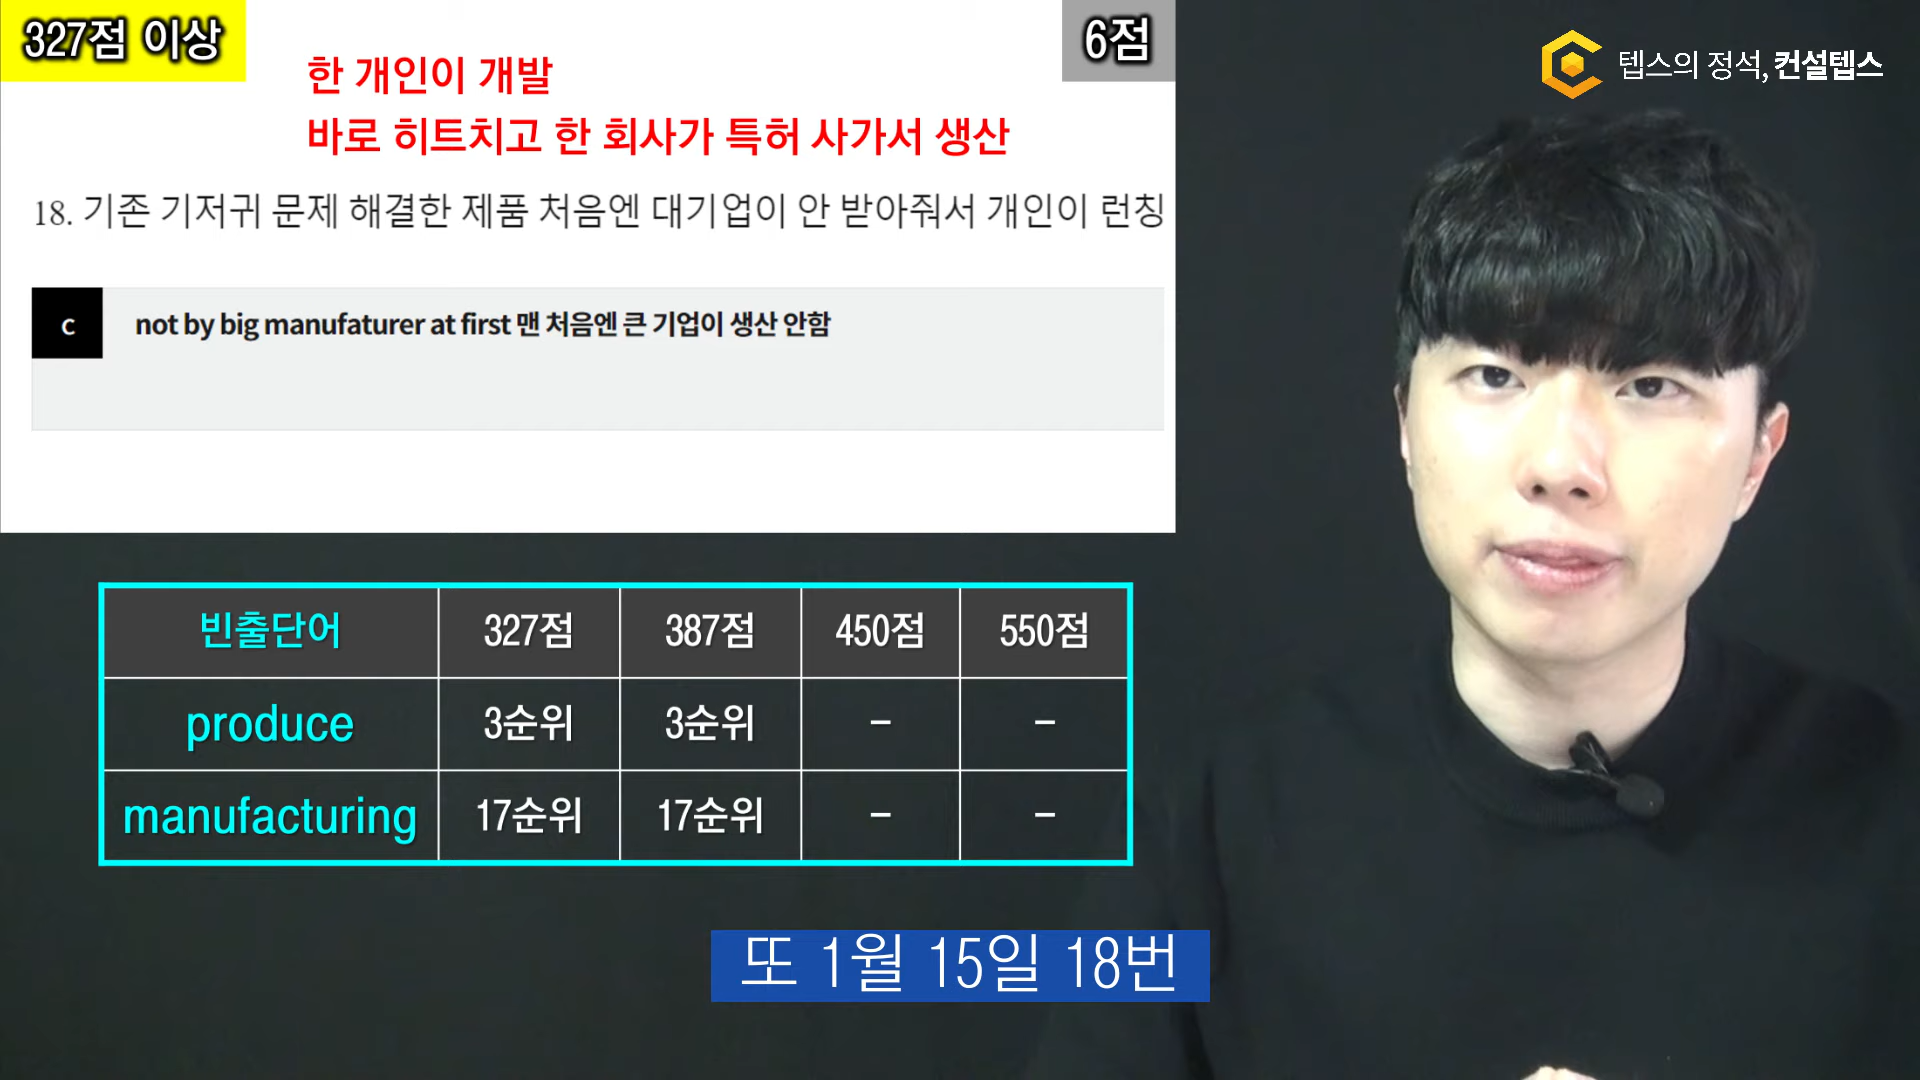 327점 이상
6점
텝스의 정석, 컨설텝스
한 개인이 개발
바로 히트치고 한 회사가 특허 사가서 생산
18. 기존 기저귀 문제 해결한 제품 처음엔 대기업이 안 받아줘서 개인이 런칭
c not by big manufaturer at first 맨 처음엔 큰 기업이 생산 안함
빈출단어 327점 387점 450점 550점
produce 3순위 3순위 – –
manufacturing 17순위 17순위 – –
또 1월 15일 18번